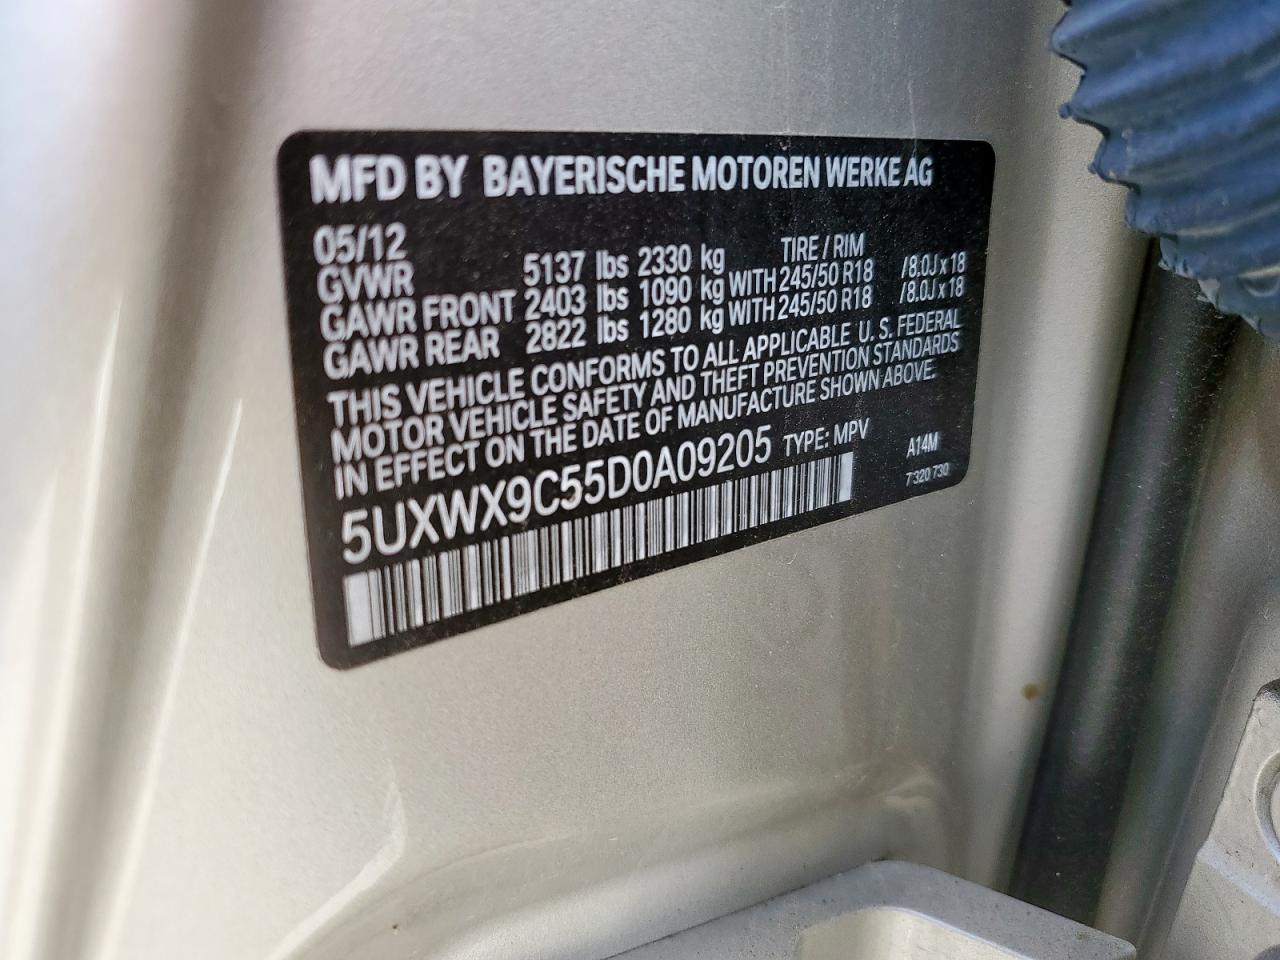 MFD BY BAYERISCHE MOTOREN WERKE AG
05/12 TIRE / RIM
GVWR 5137 lbs 2330 kg
GAWR FRONT 2403 lbs 1090 kg WITH 245/50 R18 /8.0J x 18
GAWR REAR 2822 lbs 1280 kg WITH 245/50 R18 /8.0J x 18
THIS VEHICLE CONFORMS TO ALL APPLICABLE U.S. FEDERAL
MOTOR VEHICLE SAFETY AND THEFT PREVENTION STANDARDS
IN EFFECT ON THE DATE OF MANUFACTURE SHOWN ABOVE.
5UXWX9C55D0A09205 TYPE: MPV A14M
7 320 730